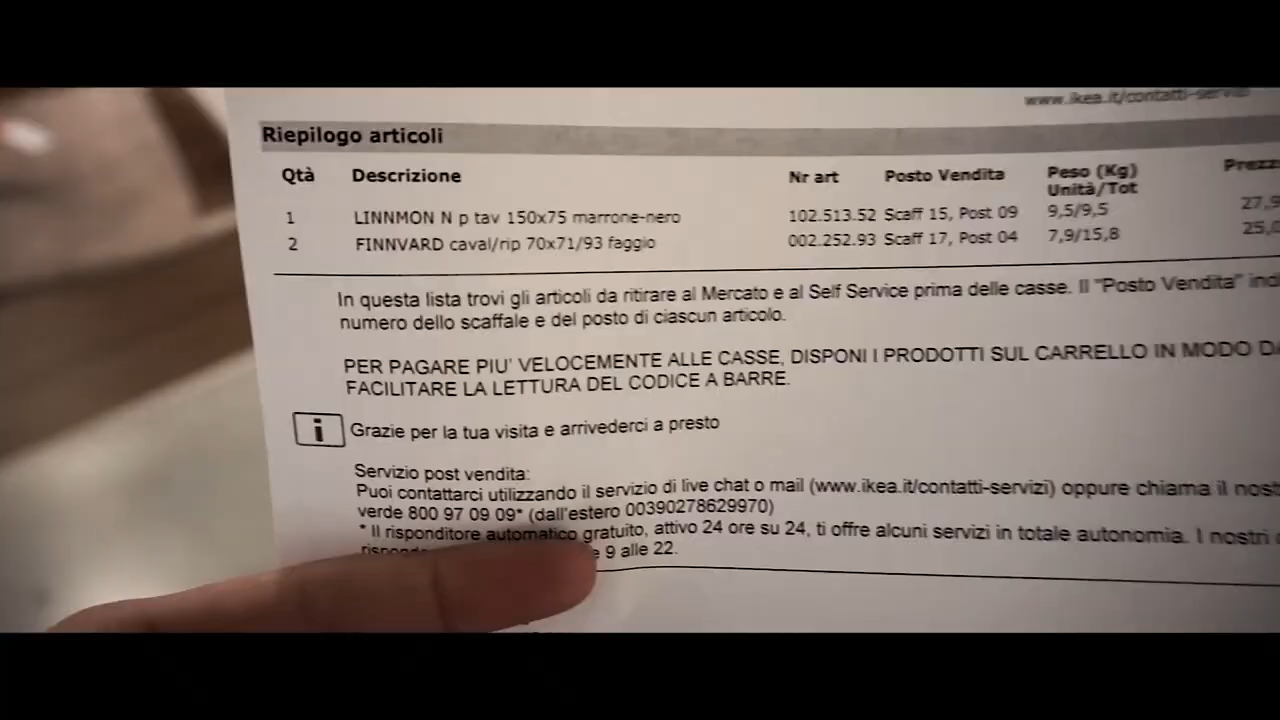 www.ikea.it/contatti-servizi
Riepilogo articoli
Qtà Descrizione Nr art Posto Vendita Peso (Kg) Unità/Tot
1 LINNMON N p tav 150x75 marrone-nero 102.513.52 Scaff 15, Post 09 9,5/9,5 27,9
2 FINNVARD caval/rip 70x71/93 faggio 002.252.93 Scaff 17, Post 04 7,9/15,8 25,
In questa lista trovi gli articoli da ritirare al Mercato e al Self Service prima delle casse. Il "Posto Vendita" ind
numero dello scaffale e del posto di ciascun articolo.
PER PAGARE PIU' VELOCEMENTE ALLE CASSE, DISPONI I PRODOTTI SUL CARRELLO IN MODO DA
FACILITARE LA LETTURA DEL CODICE A BARRE.
i Grazie per la tua visita e arrivederci a presto
Servizio post vendita:
Puoi contattarci utilizzando il servizio di live chat o mail (www.ikea.it/contatti-servizi) oppure chiama il nost
verde 800 97 09 09* (dall'estero 00390278629970)
* Il risponditore automatico gratuito, attivo 24 ore su 24, ti offre alcuni servizi in totale autonomia. I nostri
9 alle 22.